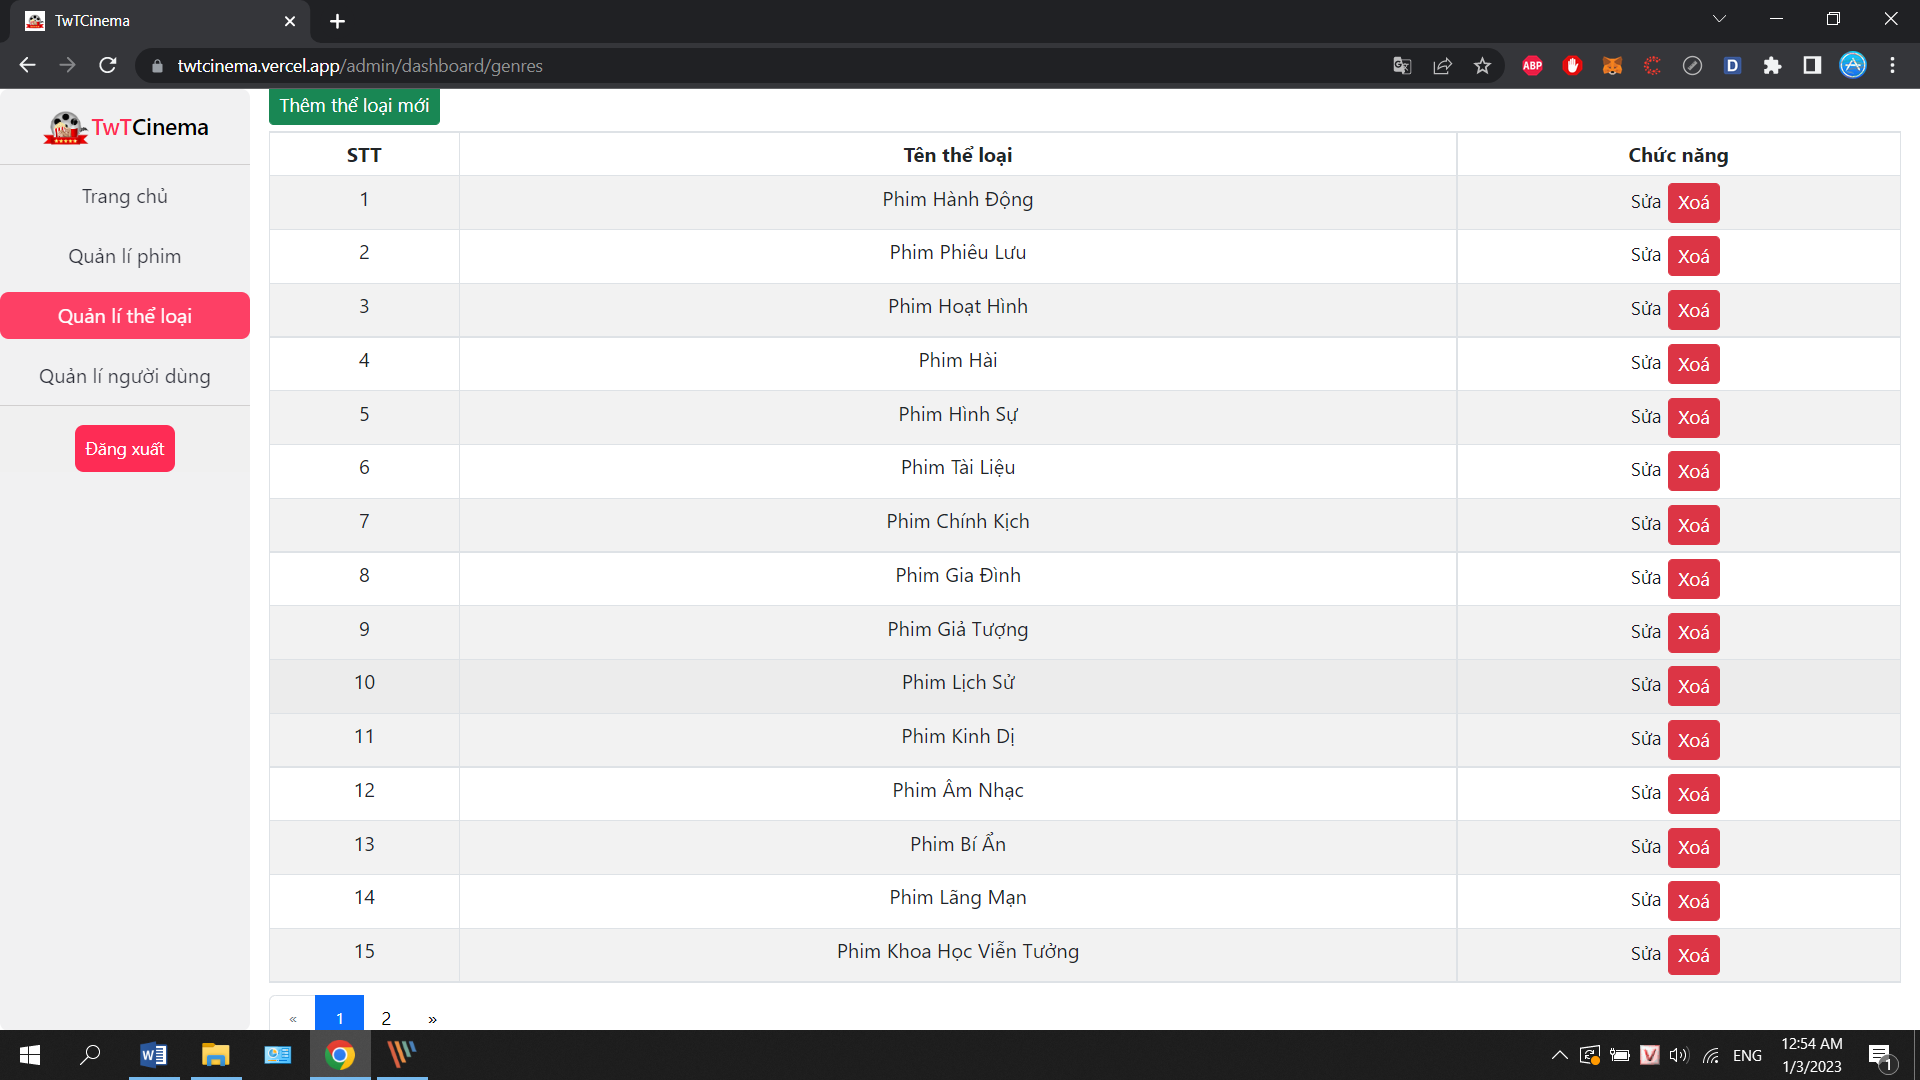 TwTCinema
twtcinema.vercel.app/admin/dashboard/genres
ABP
D
TwTCinema
Trang chủ
Quản lí phim
Quản lí thể loại
Quản lí người dùng
Đăng xuất
Thêm thể loại mới
STT Tên thể loại Chức năng
1 Phim Hành Động Sửa Xoá
2 Phim Phiêu Lưu Sửa Xoá
3 Phim Hoạt Hình Sửa Xoá
4 Phim Hài Sửa Xoá
5 Phim Hình Sự Sửa Xoá
6 Phim Tài Liệu Sửa Xoá
7 Phim Chính Kịch Sửa Xoá
8 Phim Gia Đình Sửa Xoá
9 Phim Giả Tượng Sửa Xoá
10 Phim Lịch Sử Sửa Xoá
11 Phim Kinh Dị Sửa Xoá
12 Phim Âm Nhạc Sửa Xoá
13 Phim Bí Ẩn Sửa Xoá
14 Phim Lãng Mạn Sửa Xoá
15 Phim Khoa Học Viễn Tưởng Sửa Xoá
« 1 2 »
W
V
ENG
12:54 AM
1/3/2023
1